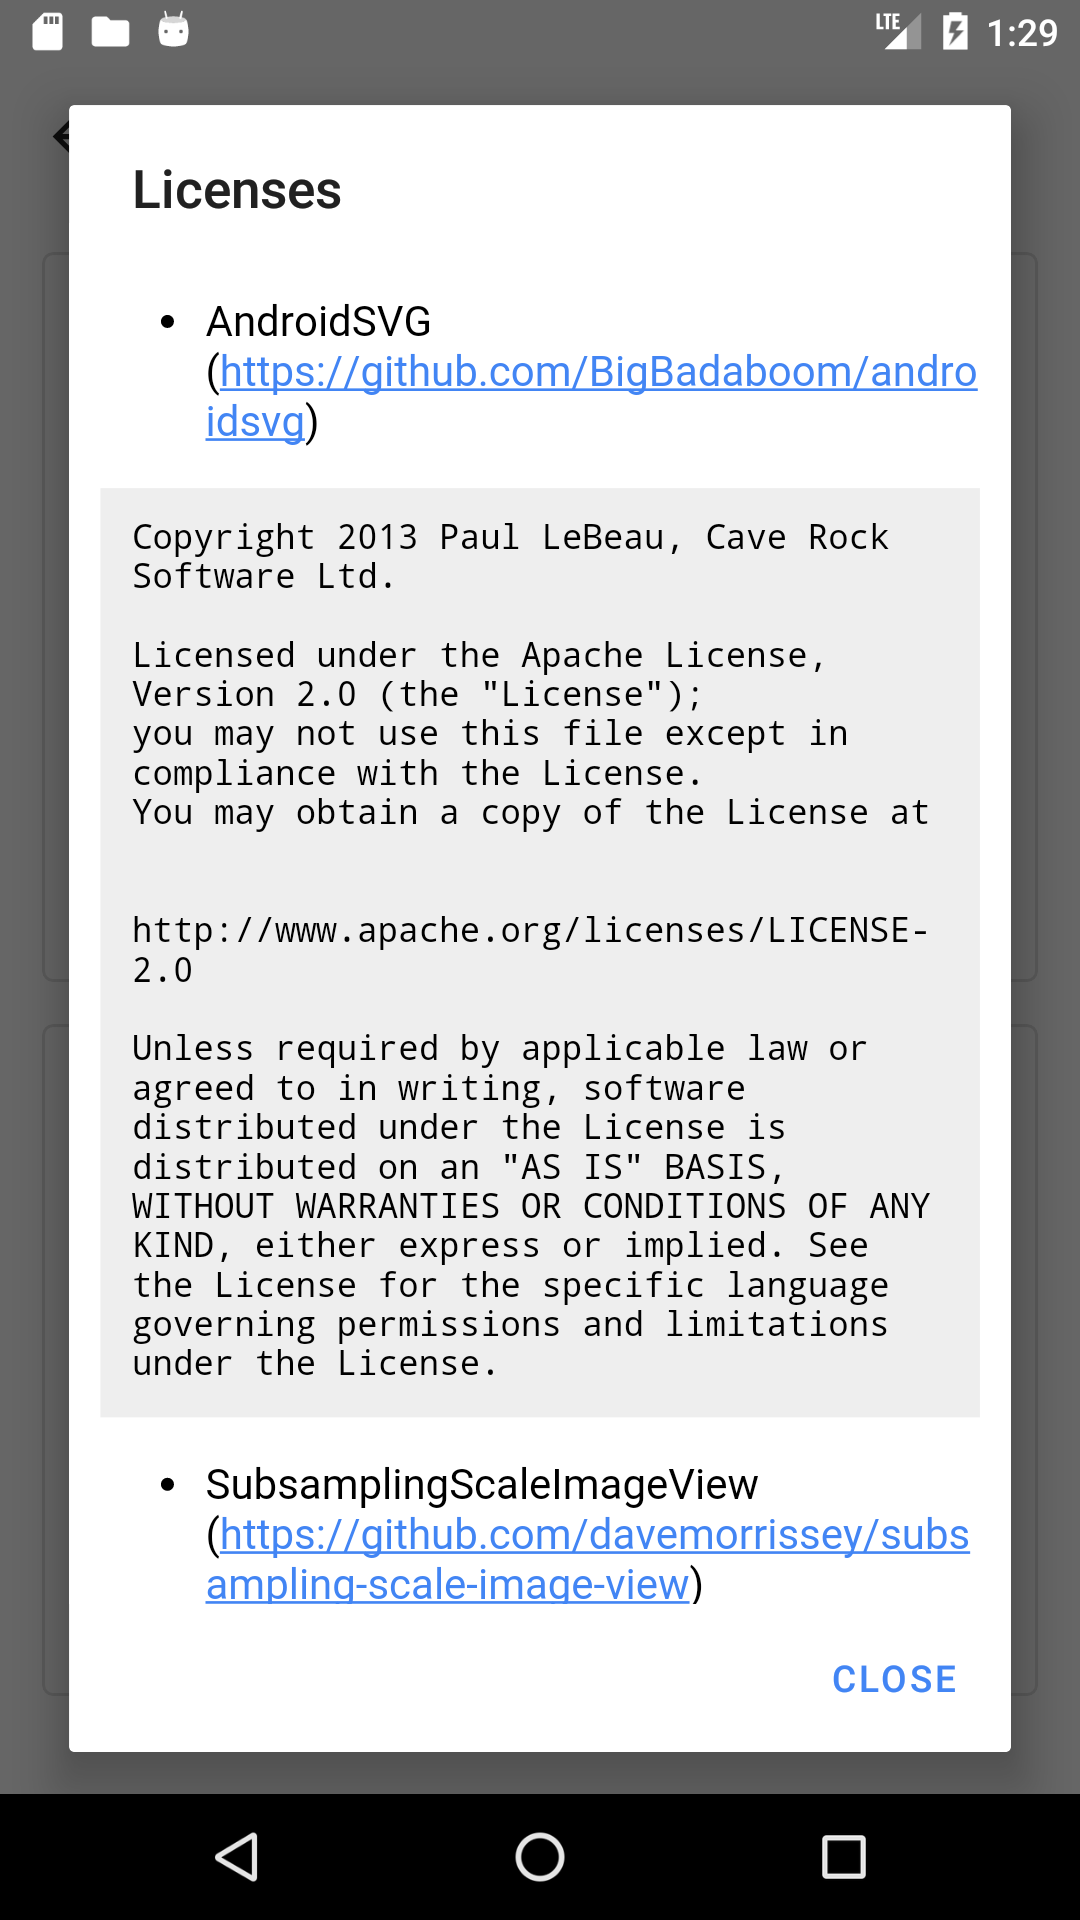 LTE 1:29
Licenses
• AndroidSVG
(https://github.com/BigBadaboom/andro
idsvg)
Copyright 2013 Paul LeBeau, Cave Rock
Software Ltd.
Licensed under the Apache License,
Version 2.0 (the "License");
you may not use this file except in
compliance with the License.
You may obtain a copy of the License at
http://www.apache.org/licenses/LICENSE-
2.0
Unless required by applicable law or
agreed to in writing, software
distributed under the License is
distributed on an "AS IS" BASIS,
WITHOUT WARRANTIES OR CONDITIONS OF ANY
KIND, either express or implied. See
the License for the specific language
governing permissions and limitations
under the License.
• SubsamplingScaleImageView
(https://github.com/davemorrissey/subs
ampling-scale-image-view)
CLOSE